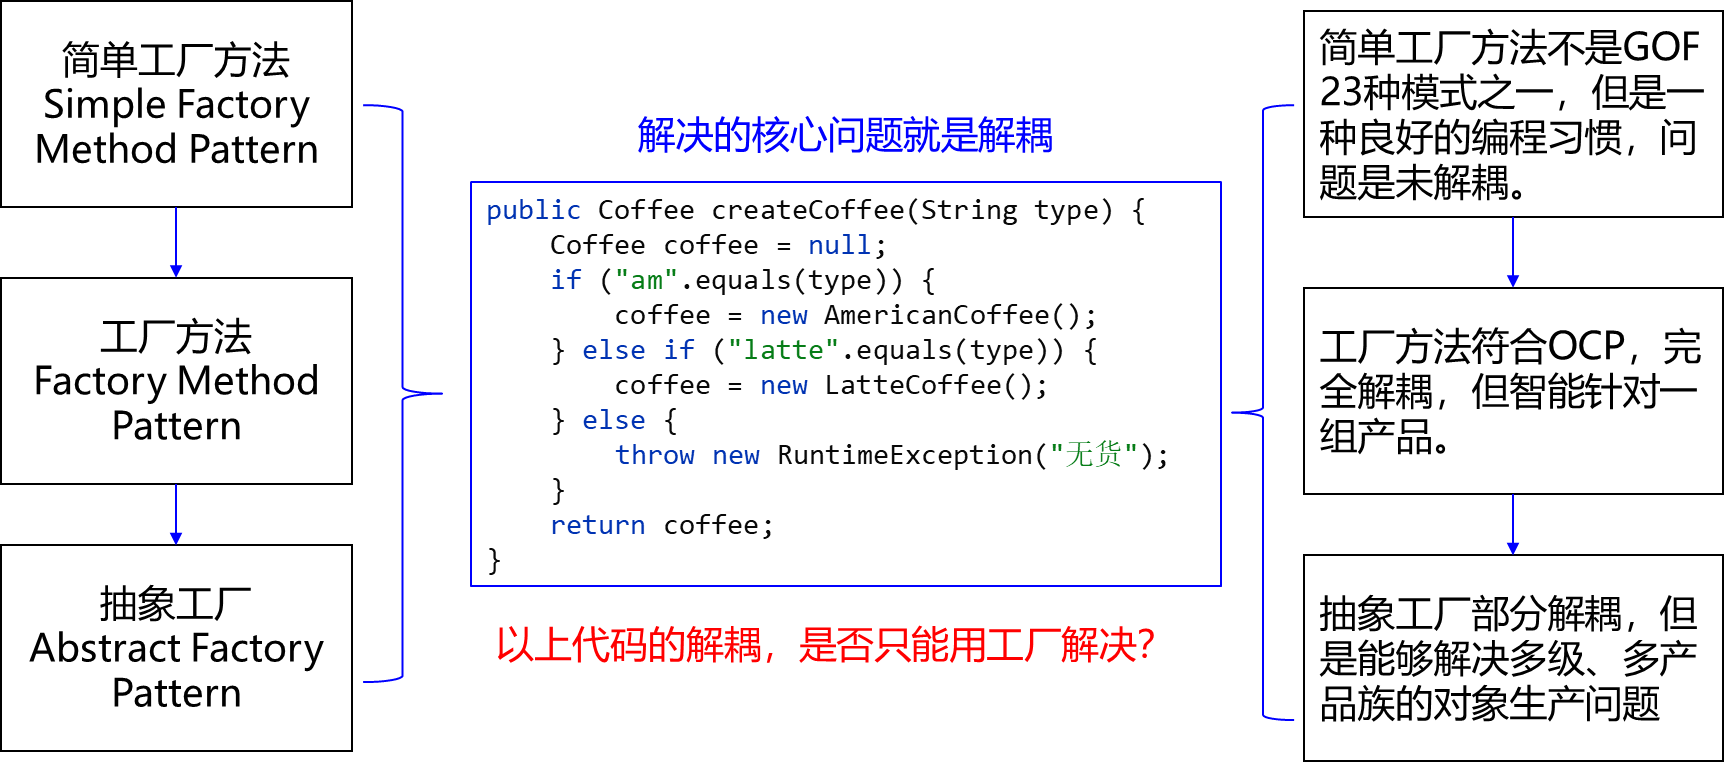 简单工厂方法
Simple Factory
Method Pattern
工厂方法
Factory Method
Pattern
抽象工厂
Abstract Factory
Pattern
解决的核心问题就是解耦
public Coffee createCoffee(String type) {
    Coffee coffee = null;
    if ("am".equals(type)) {
        coffee = new AmericanCoffee();
    } else if ("latte".equals(type)) {
        coffee = new LatteCoffee();
    } else {
        throw new RuntimeException("无货");
    }
    return coffee;
}
以上代码的解耦，是否只能用工厂解决？
简单工厂方法不是GOF
23种模式之一，但是一
种良好的编程习惯，问
题是未解耦。
工厂方法符合OCP，完
全解耦，但智能针对一
组产品。
抽象工厂部分解耦，但
是能够解决多级、多产
品族的对象生产问题